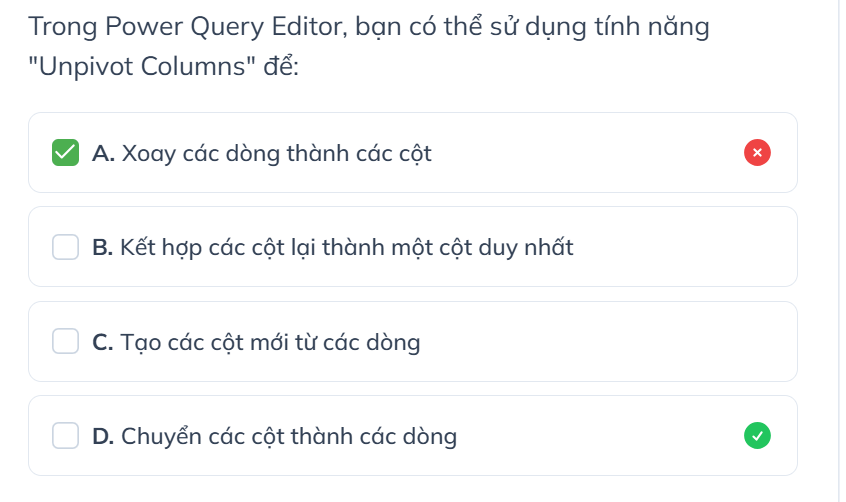 Trong Power Query Editor, bạn có thể sử dụng tính năng
"Unpivot Columns" để:
A. Xoay các dòng thành các cột
B. Kết hợp các cột lại thành một cột duy nhất
C. Tạo các cột mới từ các dòng
D. Chuyển các cột thành các dòng